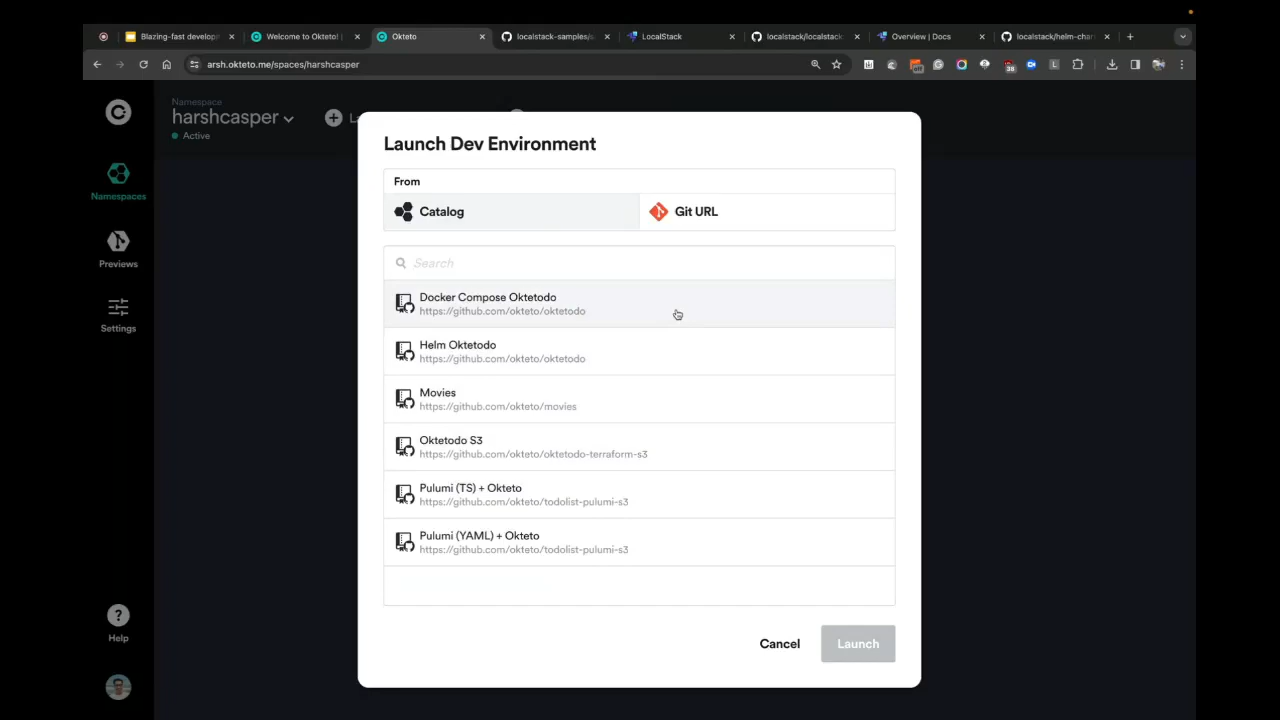 Blazing-fast develop
Welcome to Okteto! |
Okteto
localstack-samples/s
LocalStack
localstack/localstack
Overview | Docs
localstack/helm-char
arsh.okteto.me/spaces/harshcasper
38
Namespace
harshcasper
Active
Namespaces
Previews
Settings
Help
Launch Dev Environment
From
Catalog
Git URL
Search
Docker Compose Oktetodo
https://github.com/okteto/oktetodo
Helm Oktetodo
https://github.com/okteto/oktetodo
Movies
https://github.com/okteto/movies
Oktetodo S3
https://github.com/okteto/oktetodo-terraform-s3
Pulumi (TS) + Okteto
https://github.com/okteto/todolist-pulumi-s3
Pulumi (YAML) + Okteto
https://github.com/okteto/todolist-pulumi-s3
Cancel
Launch